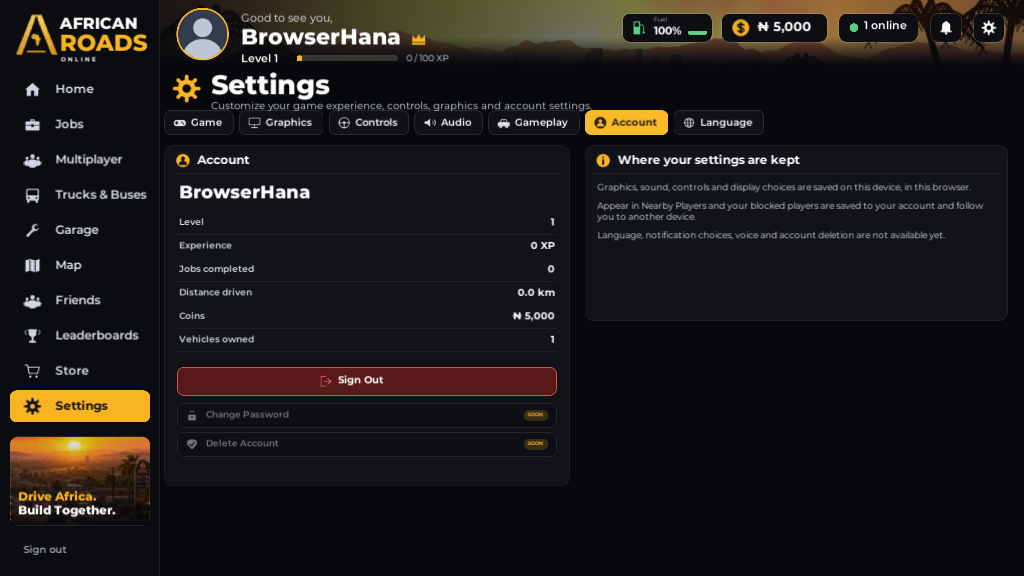 AFRICAN
ROADS
ONLINE
Home
Jobs
Multiplayer
Trucks & Buses
Garage
Map
Friends
Leaderboards
Store
Settings
Drive Africa.
Build Together.
Sign out
Good to see you,
BrowserHana
Level 1
0 / 100 XP
Fuel
100%
₦ 5,000
1 online
Settings
Customize your game experience, controls, graphics and account settings.
Game
Graphics
Controls
Audio
Gameplay
Account
Language
Account
BrowserHana
Level 1
Experience 0 XP
Jobs completed 0
Distance driven 0.0 km
Coins ₦ 5,000
Vehicles owned 1
Sign Out
Change Password SOON
Delete Account SOON
Where your settings are kept
Graphics, sound, controls and display choices are saved on this device, in this browser.
Appear in Nearby Players and your blocked players are saved to your account and follow
you to another device.
Language, notification choices, voice and account deletion are not available yet.